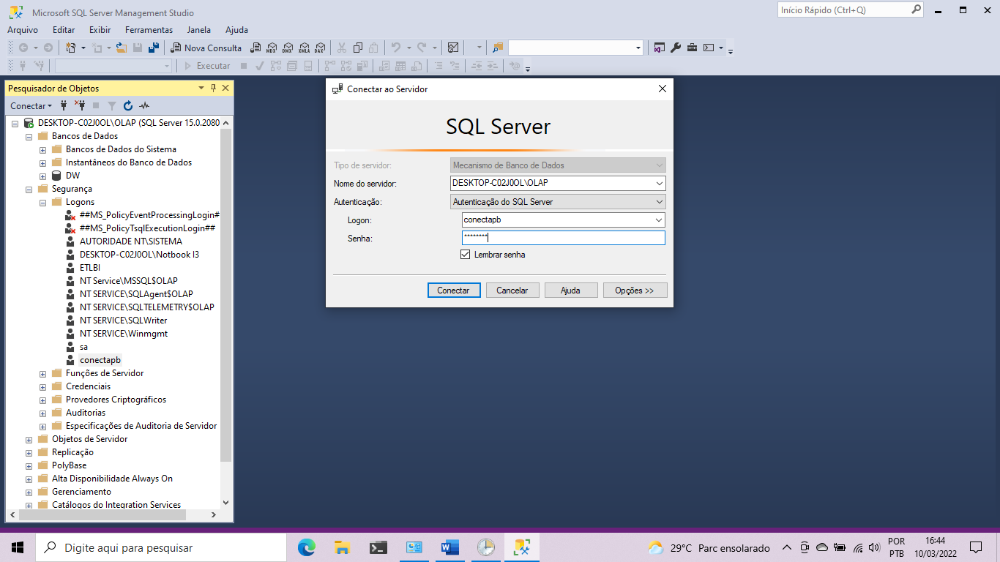 Microsoft SQL Server Management Studio
Início Rápido (Ctrl+Q)
Arquivo Editar Exibir Ferramentas Janela Ajuda
Nova Consulta
MDX DMX XMLA DAX
Executar
Pesquisador de Objetos
Conectar
DESKTOP-C02J0OL\OLAP (SQL Server 15.0.2080
Bancos de Dados
Bancos de Dados do Sistema
Instantâneos do Banco de Dados
DW
Segurança
Logons
##MS_PolicyEventProcessingLogin#
##MS_PolicyTsqlExecutionLogin##
AUTORIDADE NT\SISTEMA
DESKTOP-C02J0OL\Notbook I3
ETLBI
NT Service\MSSQL$OLAP
NT SERVICE\SQLAgent$OLAP
NT SERVICE\SQLTELEMETRY$OLAP
NT SERVICE\SQLWriter
NT SERVICE\Winmgmt
sa
conectapb
Funções de Servidor
Credenciais
Provedores Criptográficos
Auditorias
Especificações de Auditoria de Servidor
Objetos de Servidor
Replicação
PolyBase
Alta Disponibilidade Always On
Gerenciamento
Catálogos do Integration Services
Conectar ao Servidor
SQL Server
Tipo de servidor: Mecanismo de Banco de Dados
Nome do servidor: DESKTOP-C02J0OL\OLAP
Autenticação: Autenticação do SQL Server
Logon: conectapb
Senha: ********
Lembrar senha
Conectar Cancelar Ajuda Opções >>
Digite aqui para pesquisar
29°C Parc ensolarado
POR
PTB
16:44
10/03/2022